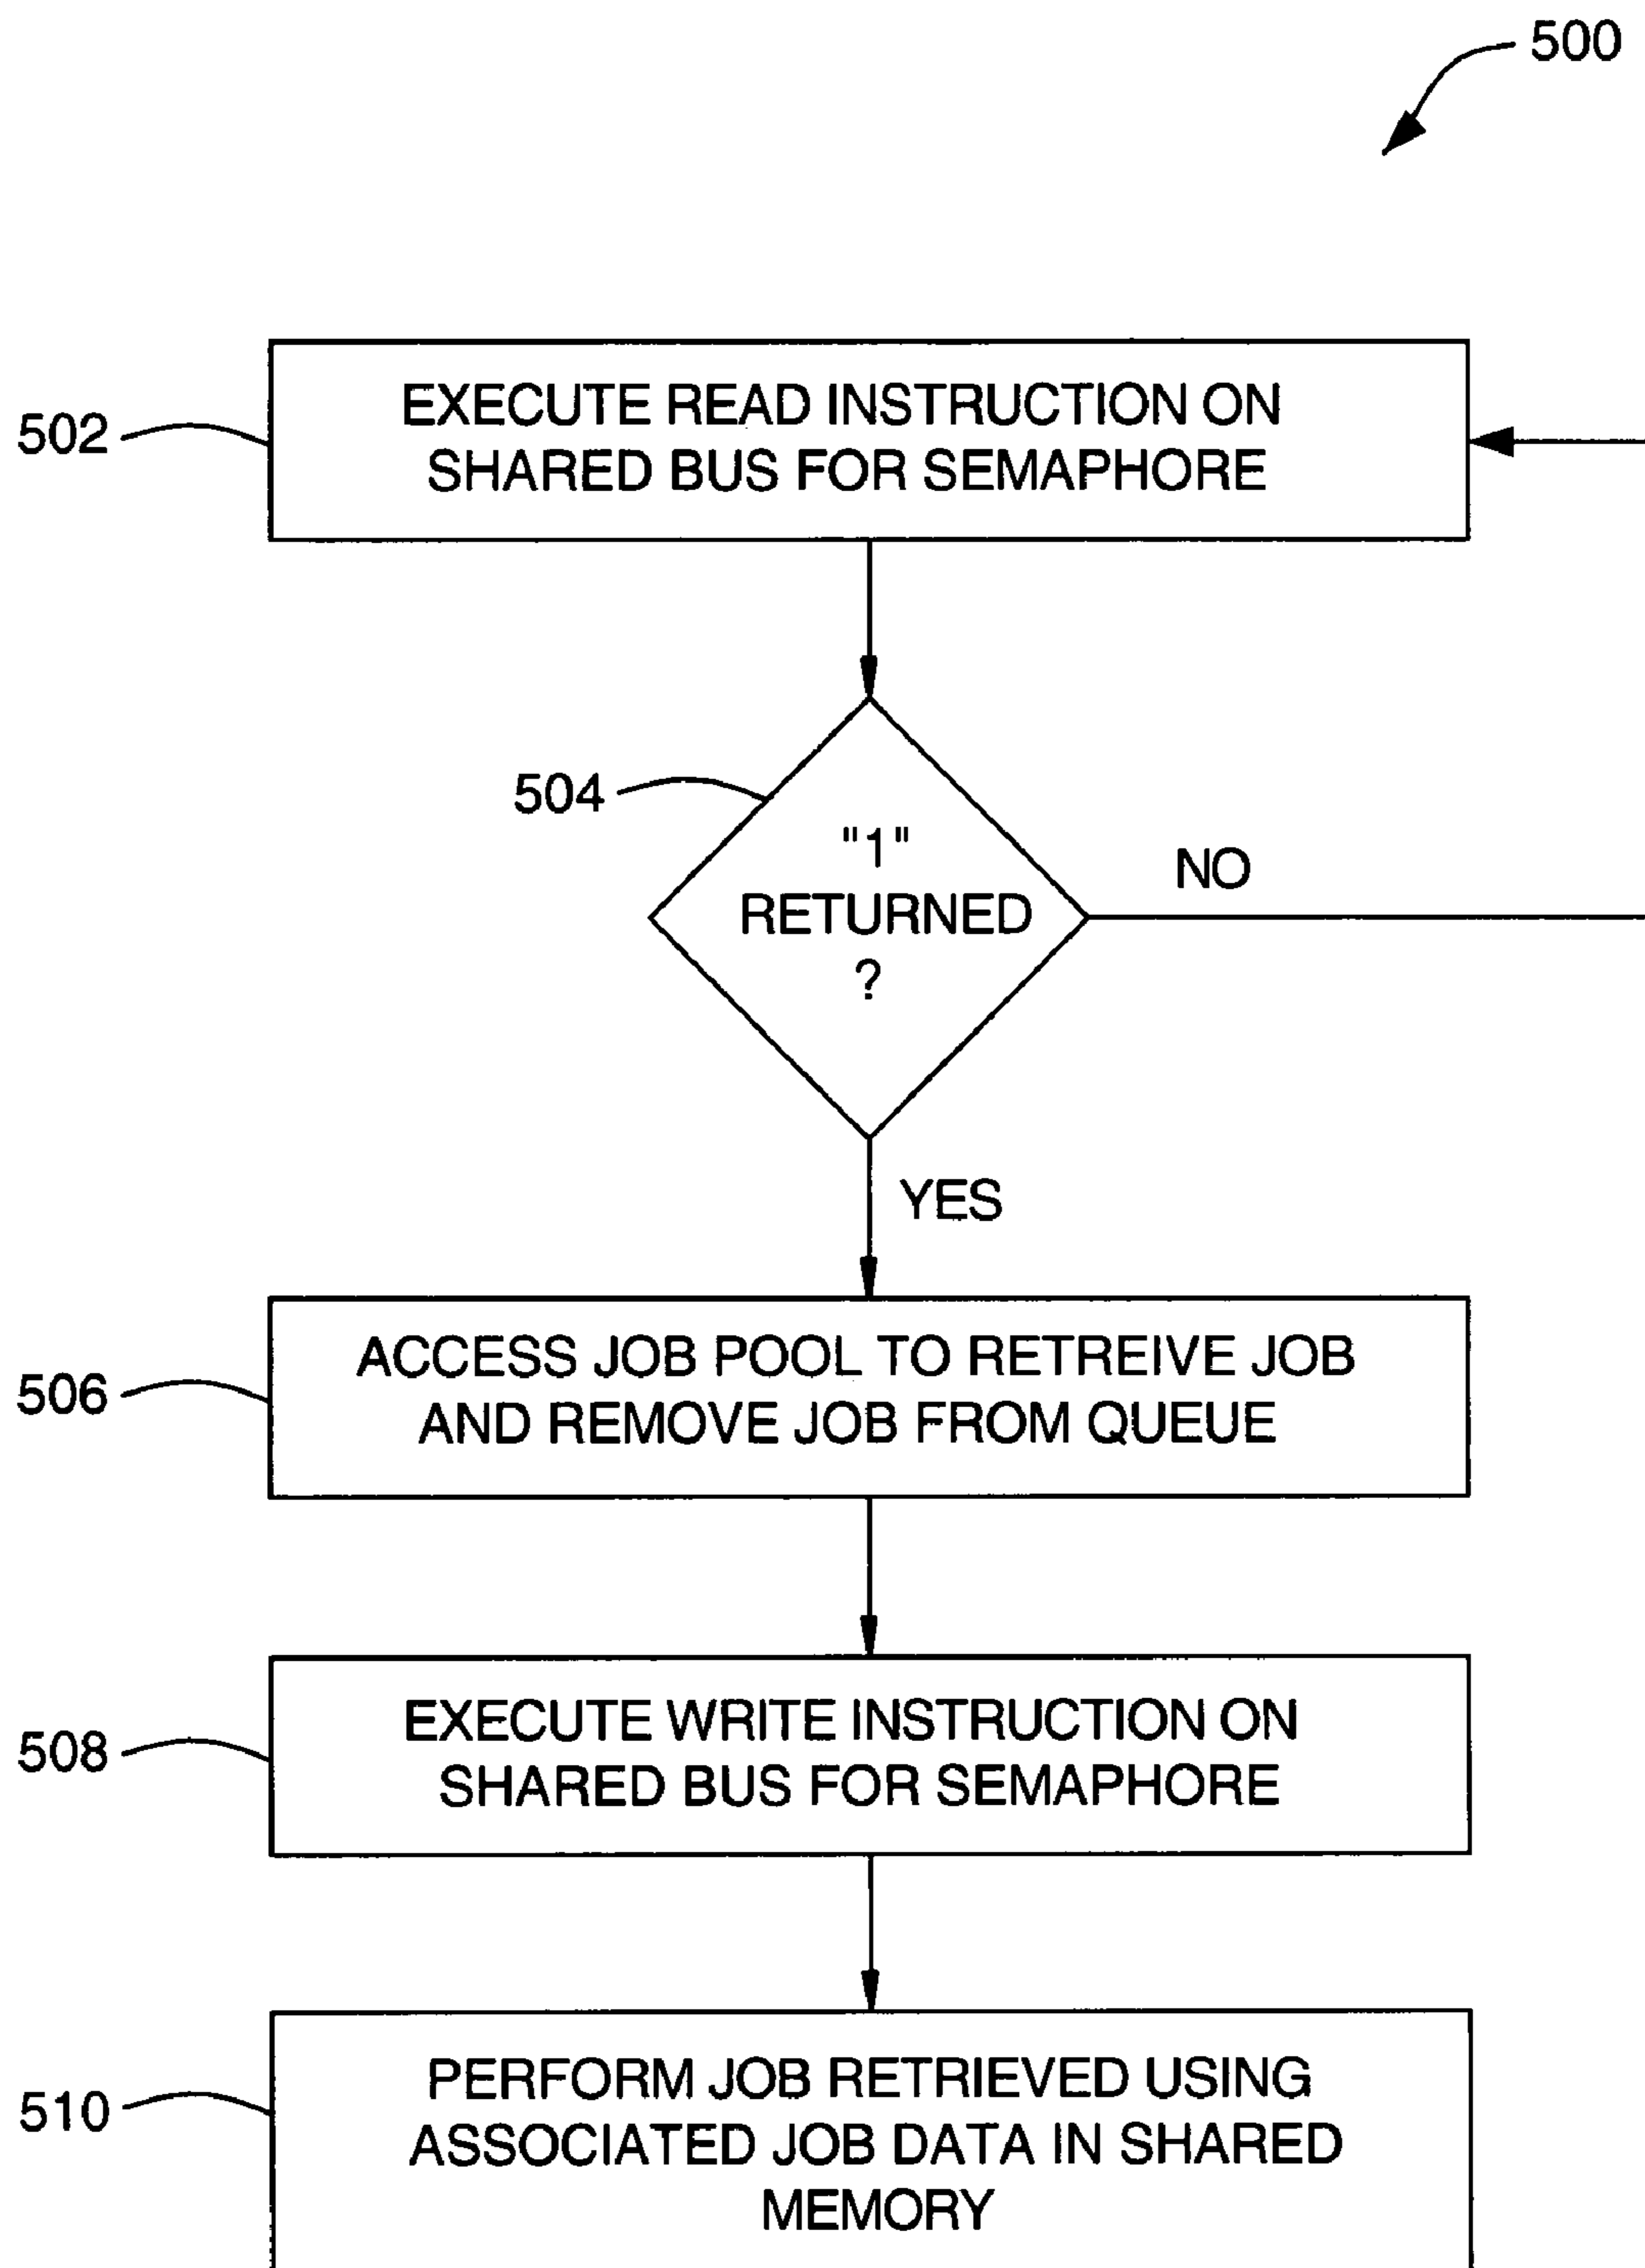 500
502
EXECUTE READ INSTRUCTION ON
SHARED BUS FOR SEMAPHORE
504
"1"
RETURNED
?
NO
YES
506
ACCESS JOB POOL TO RETREIVE JOB
AND REMOVE JOB FROM QUEUE
508
EXECUTE WRITE INSTRUCTION ON
SHARED BUS FOR SEMAPHORE
510
PERFORM JOB RETRIEVED USING
ASSOCIATED JOB DATA IN SHARED
MEMORY